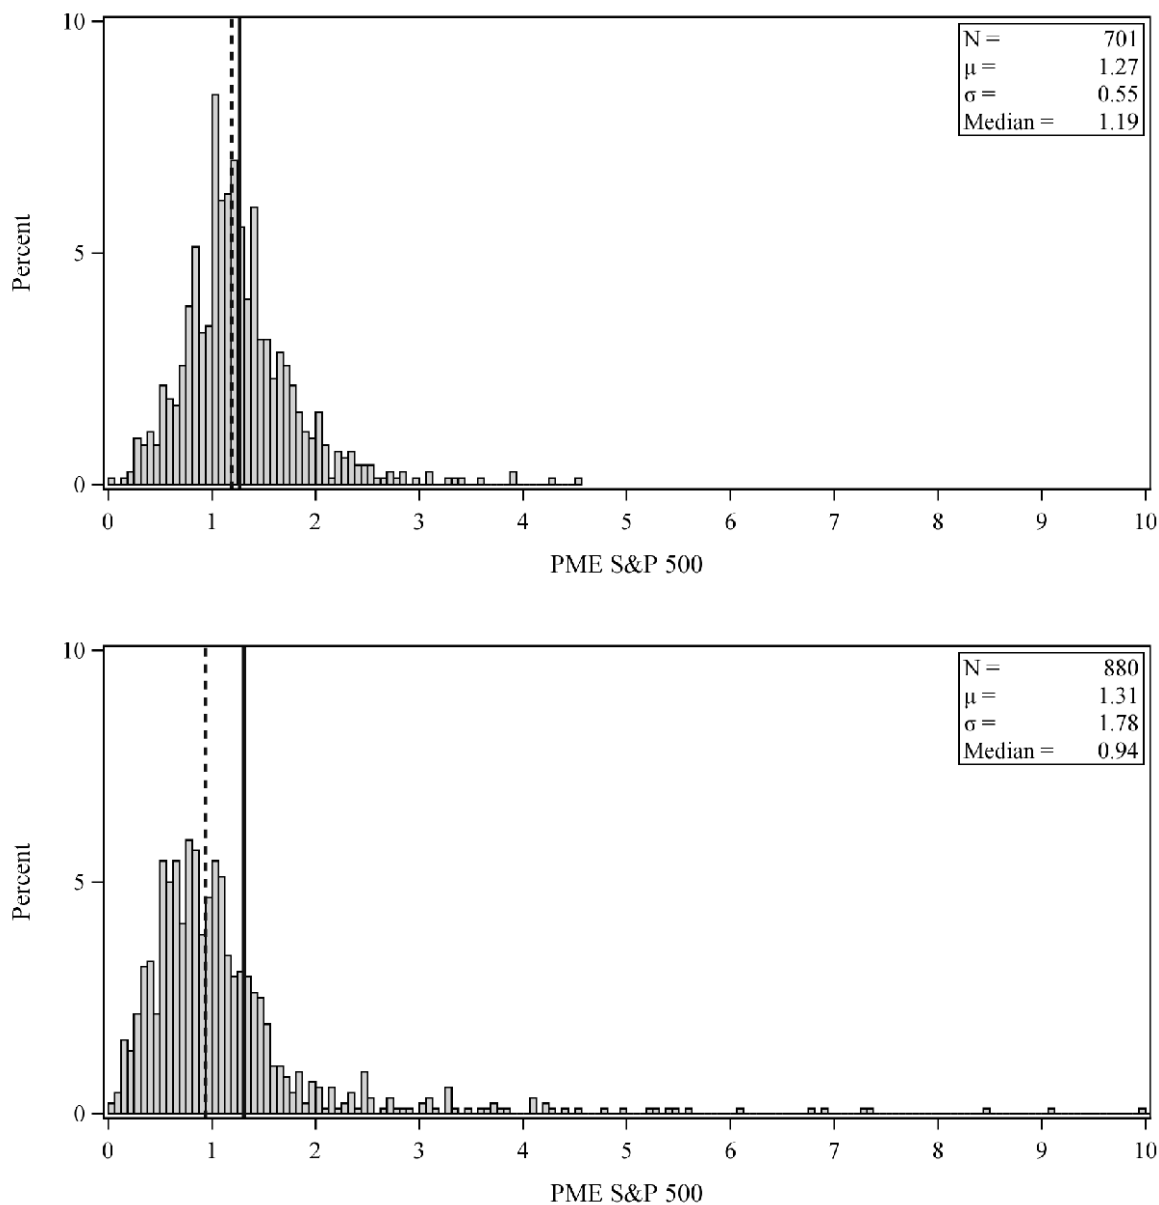 10
N = 701
μ = 1.27
σ = 0.55
Median = 1.19
Percent
5
0
0 1 2 3 4 5 6 7 8 9 10
PME S&P 500
10
N = 880
μ = 1.31
σ = 1.78
Median = 0.94
Percent
5
0
0 1 2 3 4 5 6 7 8 9 10
PME S&P 500